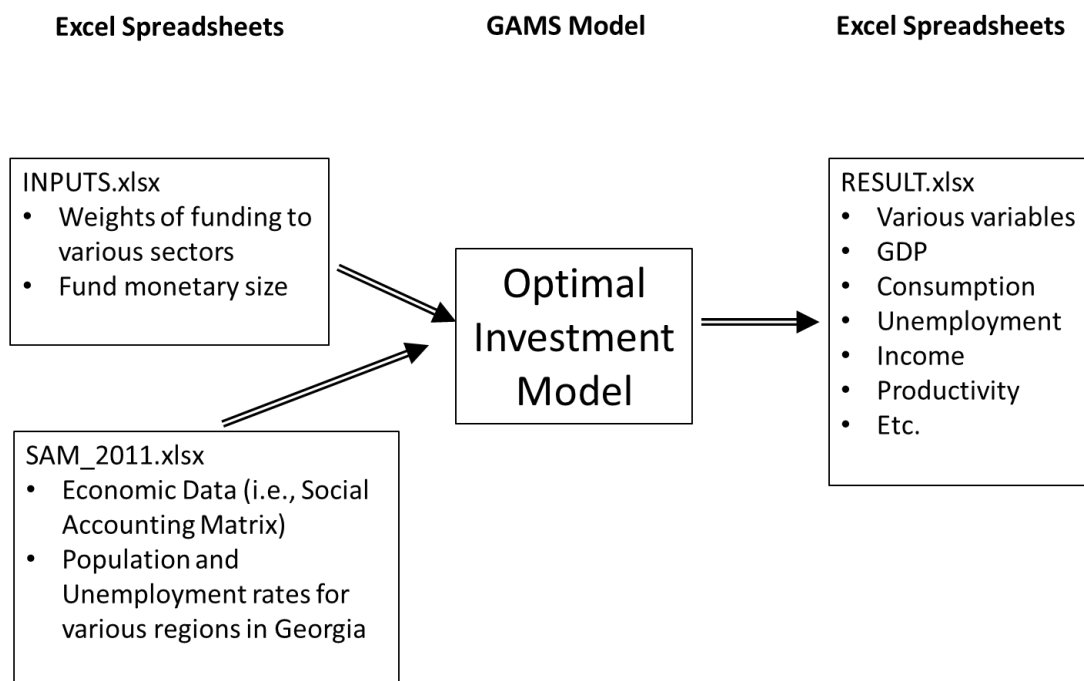 Excel Spreadsheets
GAMS Model
Excel Spreadsheets
INPUTS.xlsx
• Weights of funding to
various sectors
• Fund monetary size
SAM_2011.xlsx
• Economic Data (i.e., Social
Accounting Matrix)
• Population and
Unemployment rates for
various regions in Georgia
Optimal
Investment
Model
RESULT.xlsx
• Various variables
• GDP
• Consumption
• Unemployment
• Income
• Productivity
• Etc.